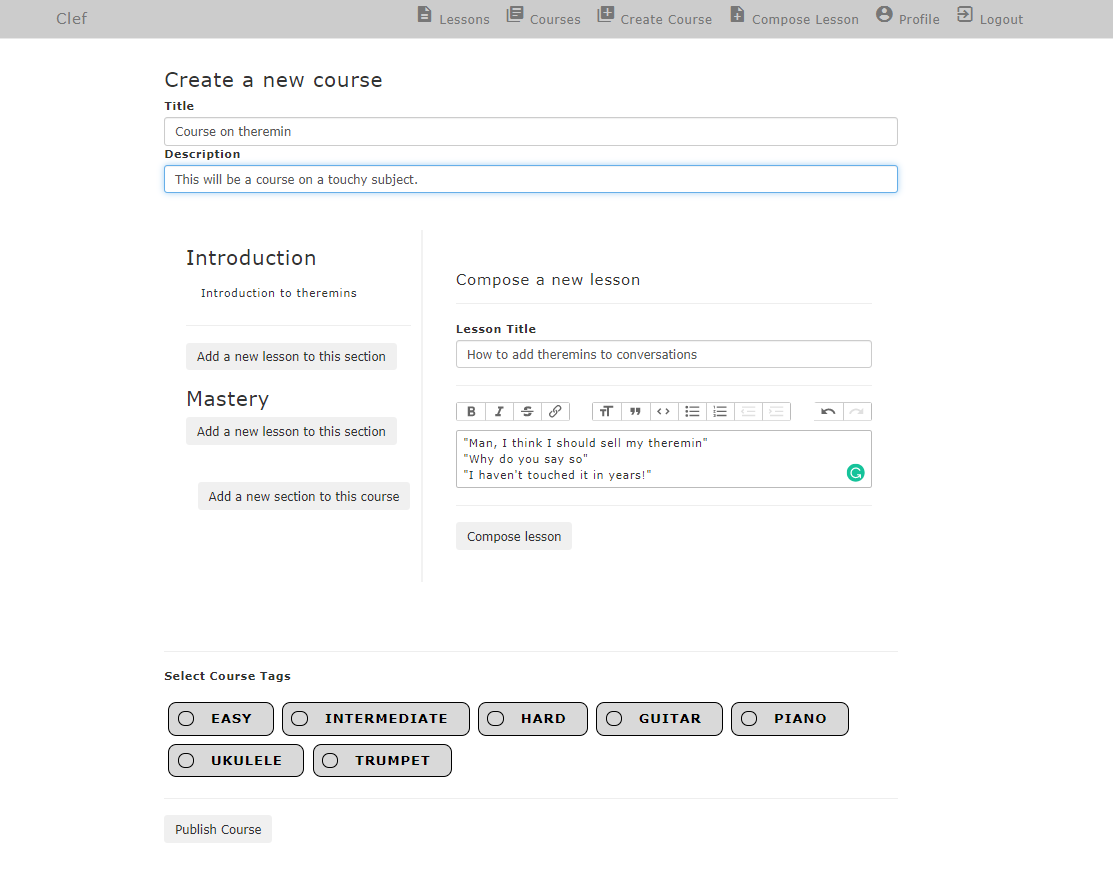 Clef
Lessons Courses Create Course Compose Lesson Profile Logout
Create a new course
Title
Course on theremin
Description
This will be a course on a touchy subject.
Introduction
Introduction to theremins
Add a new lesson to this section
Mastery
Add a new lesson to this section
Add a new section to this course
Compose a new lesson
Lesson Title
How to add theremins to conversations
"Man, I think I should sell my theremin"
"Why do you say so"
"I haven't touched it in years!"
Compose lesson
Select Course Tags
EASY INTERMEDIATE HARD GUITAR PIANO
UKULELE TRUMPET
Publish Course